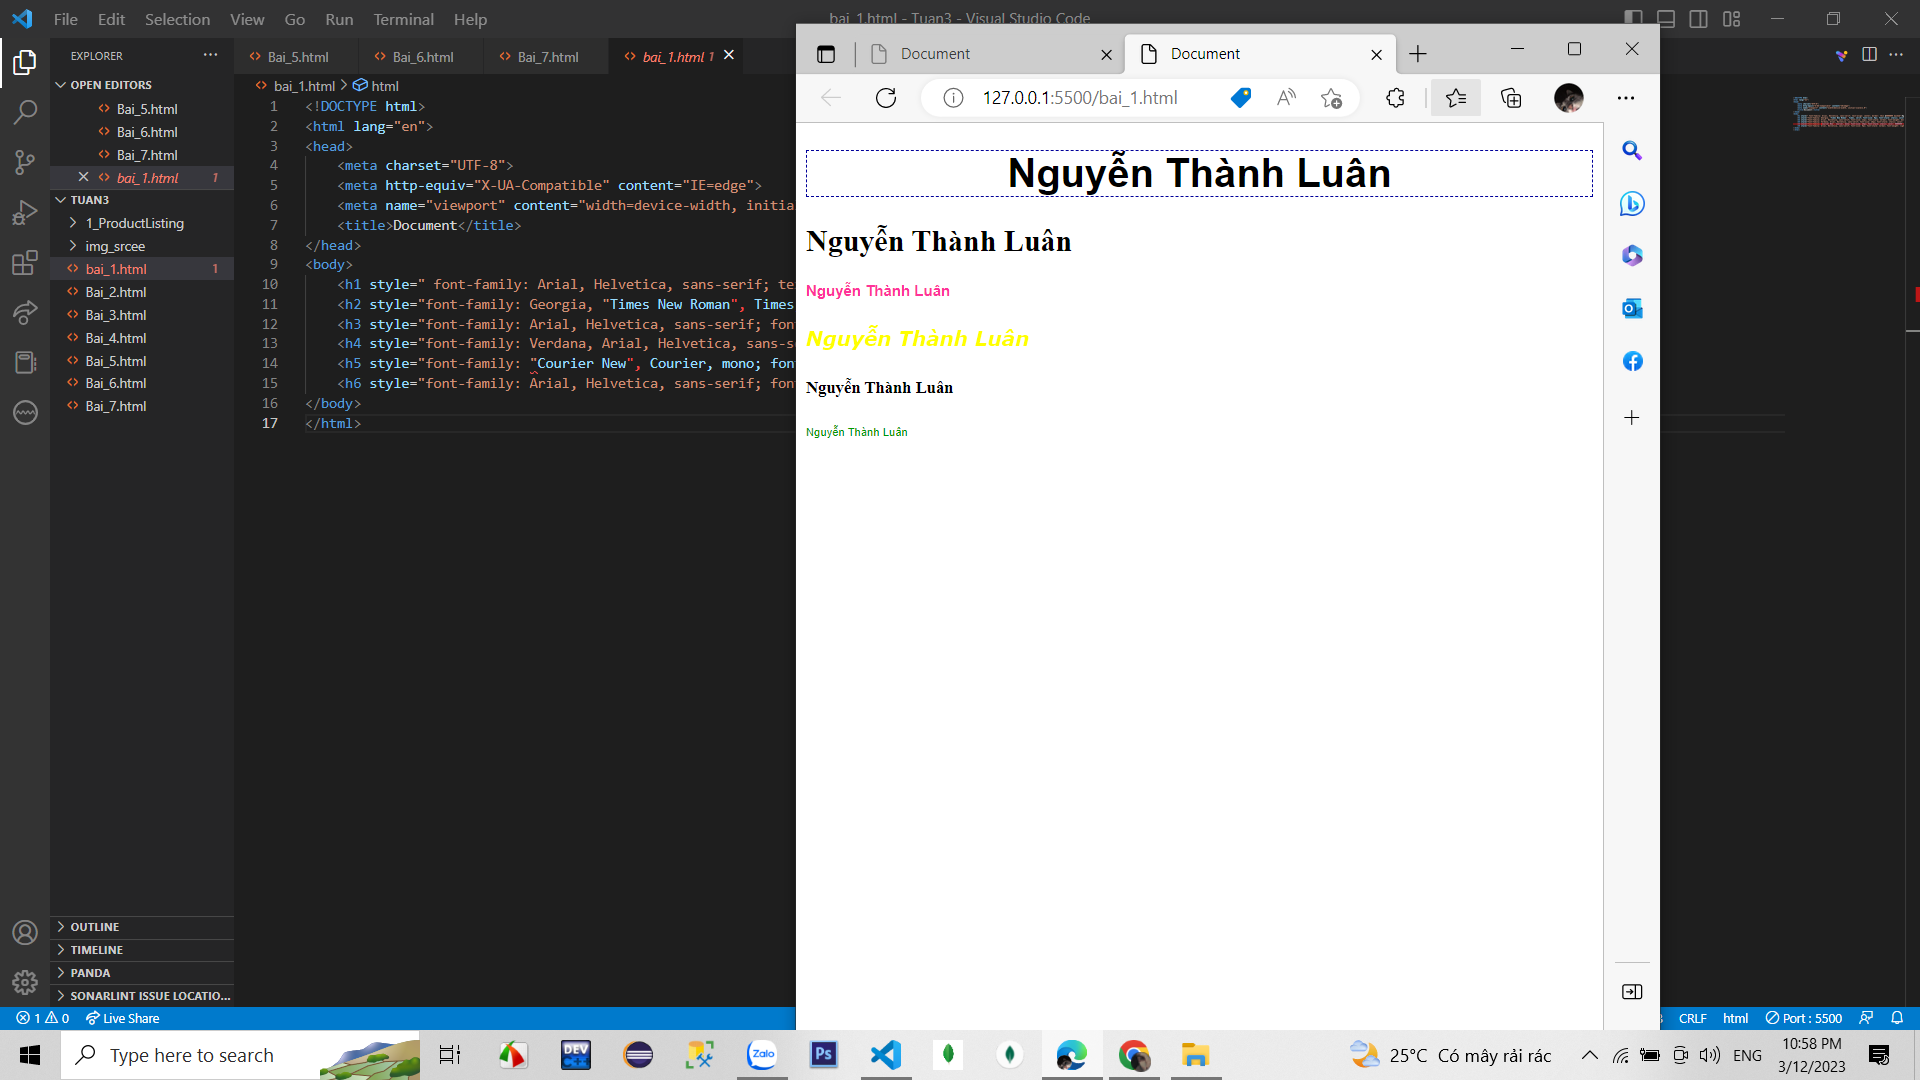 File Edit Selection View Go Run Terminal Help
bai_1.html - Tuan3 - Visual Studio Code
EXPLORER
OPEN EDITORS
Bai_5.html
Bai_6.html
Bai_7.html
bai_1.html 1
TUAN3
1_ProductListing
img_srcee
bai_1.html 1
Bai_2.html
Bai_3.html
Bai_4.html
Bai_5.html
Bai_6.html
Bai_7.html
OUTLINE
TIMELINE
PANDA
SONARLINT ISSUE LOCATIO...
Bai_5.html Bai_6.html Bai_7.html bai_1.html 1
bai_1.html > html
1 <!DOCTYPE html>
2 <html lang="en">
3 <head>
4 <meta charset="UTF-8">
5 <meta http-equiv="X-UA-Compatible" content="IE=edge">
6 <meta name="viewport" content="width=device-width, initia
7 <title>Document</title>
8 </head>
9 <body>
10 <h1 style=" font-family: Arial, Helvetica, sans-serif; te
11 <h2 style="font-family: Georgia, "Times New Roman", Times
12 <h3 style="font-family: Arial, Helvetica, sans-serif; fon
13 <h4 style="font-family: Verdana, Arial, Helvetica, sans-s
14 <h5 style="font-family: "Courier New", Courier, mono; fon
15 <h6 style="font-family: Arial, Helvetica, sans-serif; fon
16 </body>
17 </html>
Document Document
127.0.0.1:5500/bai_1.html
Nguyễn Thành Luân
Nguyễn Thành Luân
Nguyễn Thành Luân
Nguyễn Thành Luân
Nguyễn Thành Luân
Nguyễn Thành Luân
1 0 Live Share
CRLF html Port : 5500
Type here to search
DEV C++
Zalo
Ps
25°C Có mây rải rác
ENG
10:58 PM
3/12/2023